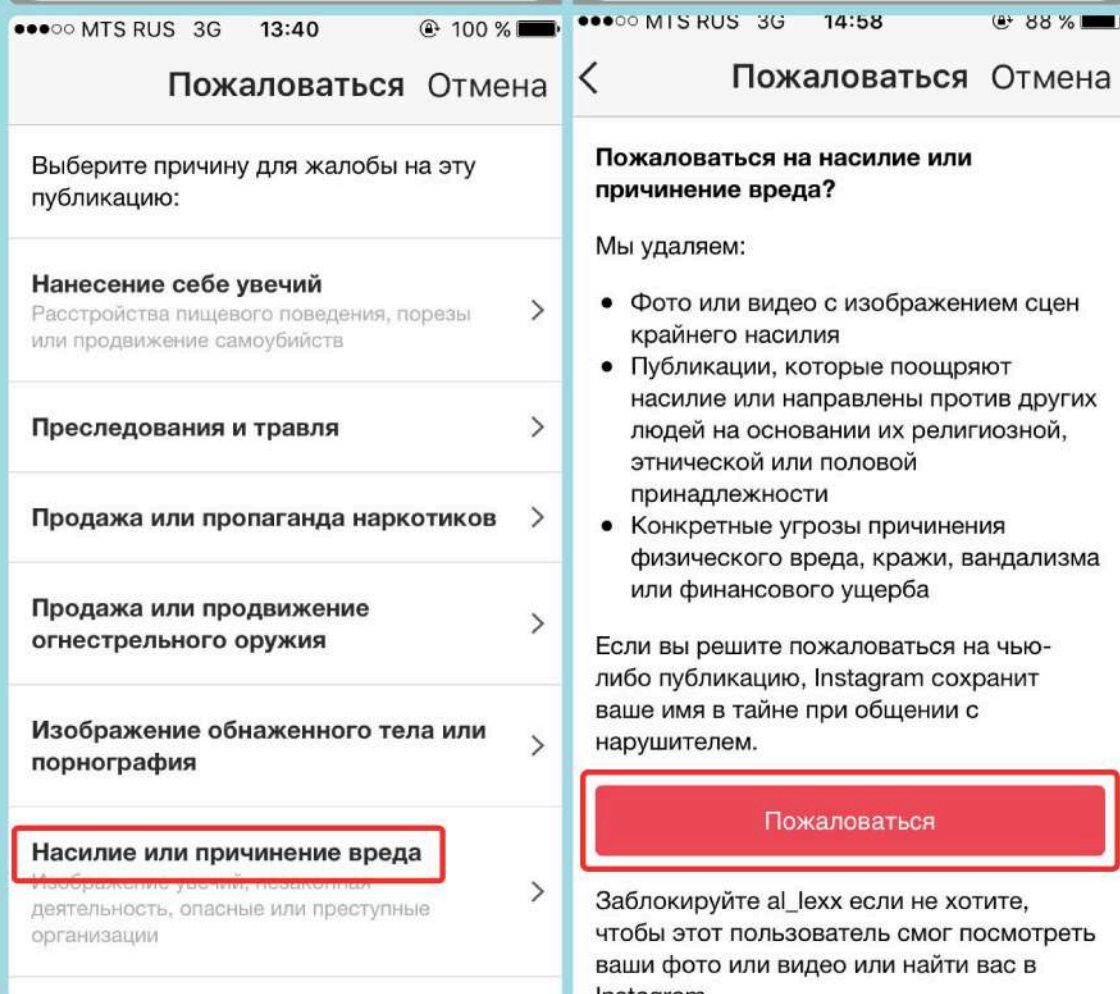 MTS RUS 3G 13:40 100 %
Пожаловаться Отмена
Выберите причину для жалобы на эту
публикацию:
Нанесение себе увечий
Расстройства пищевого поведения, порезы
или продвижение самоубийств
Преследования и травля
Продажа или пропаганда наркотиков
Продажа или продвижение
огнестрельного оружия
Изображение обнаженного тела или
порнография
Насилие или причинение вреда
Изображение увечий, незаконная
деятельность, опасные или преступные
организации
MTS RUS 3G 14:58 88 %
Пожаловаться Отмена
Пожаловаться на насилие или
причинение вреда?
Мы удаляем:
• Фото или видео с изображением сцен
крайнего насилия
• Публикации, которые поощряют
насилие или направлены против других
людей на основании их религиозной,
этнической или половой
принадлежности
• Конкретные угрозы причинения
физического вреда, кражи, вандализма
или финансового ущерба
Если вы решите пожаловаться на чью-
либо публикацию, Instagram сохранит
ваше имя в тайне при общении с
нарушителем.
Пожаловаться
Заблокируйте al_lexx если не хотите,
чтобы этот пользователь смог посмотреть
ваши фото или видео или найти вас в
Instagram